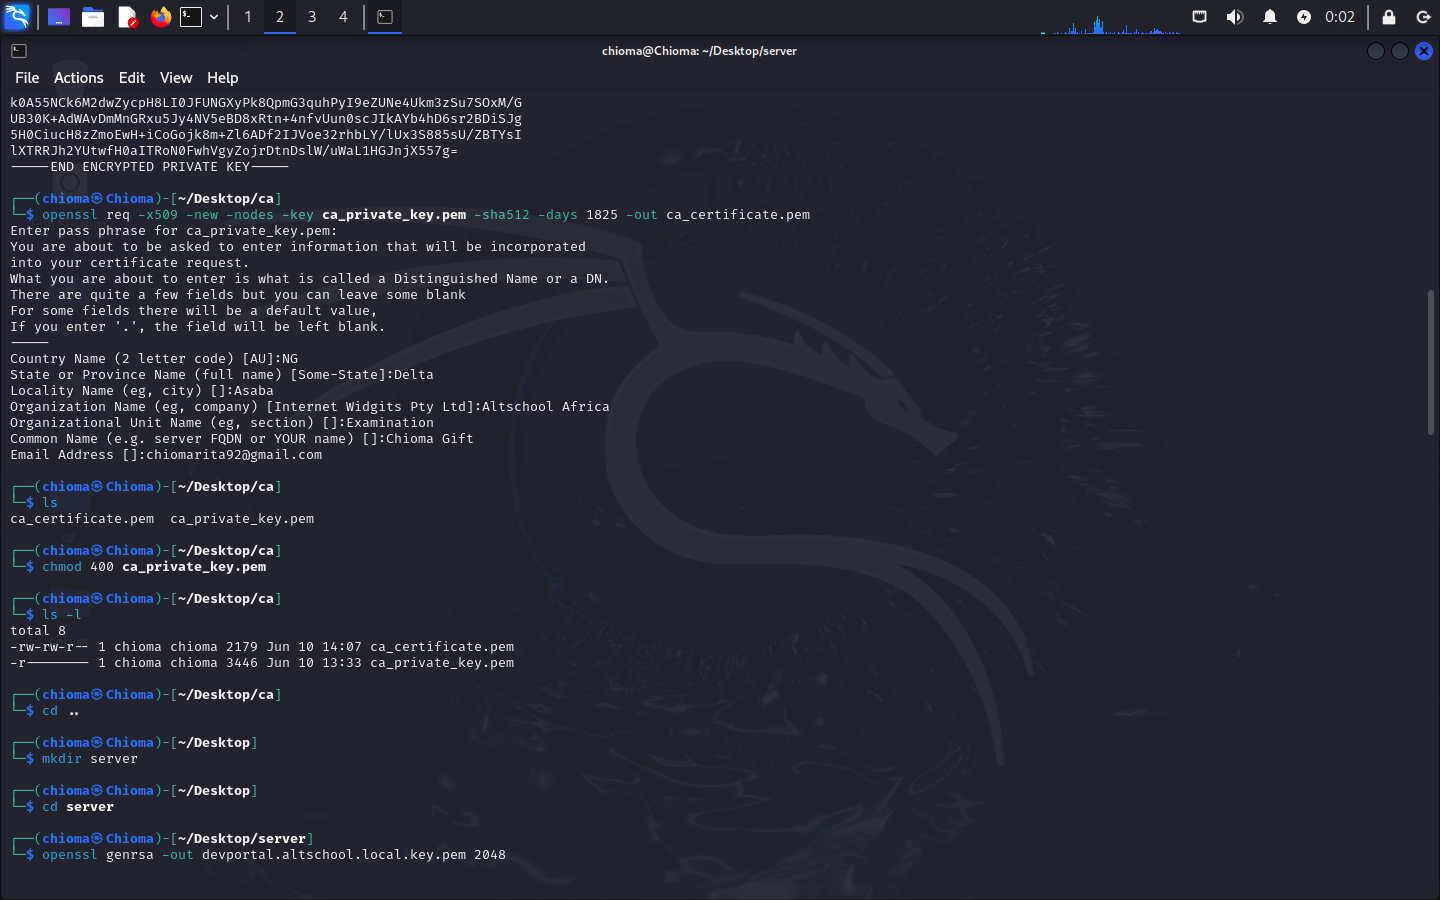 1 2 3 4
0:02
chioma@Chioma: ~/Desktop/server
File Actions Edit View Help
k0A55NCk6M2dwZycpH8LI0JFUNGXyPk8QpmG3quhPyI9eZUNe4Ukm3zSu7SOxM/G
UB30K+AdWAvDmMnGRxu5Jy4NV5eBD8xRtn+4nfvUun0scJIkAYb4hD6sr2BDiSJg
5H0CiucH8zZmoEwH+iCoGojk8m+Zl6ADf2IJVoe32rhbLY/lUx3S885sU/ZBTYsI
lXTRRJh2YUtwfH0aITRoN0FwhVgyZojrDtnDslW/uWaL1HGJnjX557g=
-----END ENCRYPTED PRIVATE KEY-----
┌──(chioma㉿Chioma)-[~/Desktop/ca]
└─$ openssl req -x509 -new -nodes -key ca_private_key.pem -sha512 -days 1825 -out ca_certificate.pem
Enter pass phrase for ca_private_key.pem:
You are about to be asked to enter information that will be incorporated
into your certificate request.
What you are about to enter is what is called a Distinguished Name or a DN.
There are quite a few fields but you can leave some blank
For some fields there will be a default value,
If you enter '.', the field will be left blank.
-----
Country Name (2 letter code) [AU]:NG
State or Province Name (full name) [Some-State]:Delta
Locality Name (eg, city) []:Asaba
Organization Name (eg, company) [Internet Widgits Pty Ltd]:Altschool Africa
Organizational Unit Name (eg, section) []:Examination
Common Name (e.g. server FQDN or YOUR name) []:Chioma Gift
Email Address []:chiomarita92@gmail.com
┌──(chioma㉿Chioma)-[~/Desktop/ca]
└─$ ls
ca_certificate.pem  ca_private_key.pem
┌──(chioma㉿Chioma)-[~/Desktop/ca]
└─$ chmod 400 ca_private_key.pem
┌──(chioma㉿Chioma)-[~/Desktop/ca]
└─$ ls -l
total 8
-rw-rw-r-- 1 chioma chioma 2179 Jun 10 14:07 ca_certificate.pem
-r-------- 1 chioma chioma 3446 Jun 10 13:33 ca_private_key.pem
┌──(chioma㉿Chioma)-[~/Desktop/ca]
└─$ cd ..
┌──(chioma㉿Chioma)-[~/Desktop]
└─$ mkdir server
┌──(chioma㉿Chioma)-[~/Desktop]
└─$ cd server
┌──(chioma㉿Chioma)-[~/Desktop/server]
└─$ openssl genrsa -out devportal.altschool.local.key.pem 2048